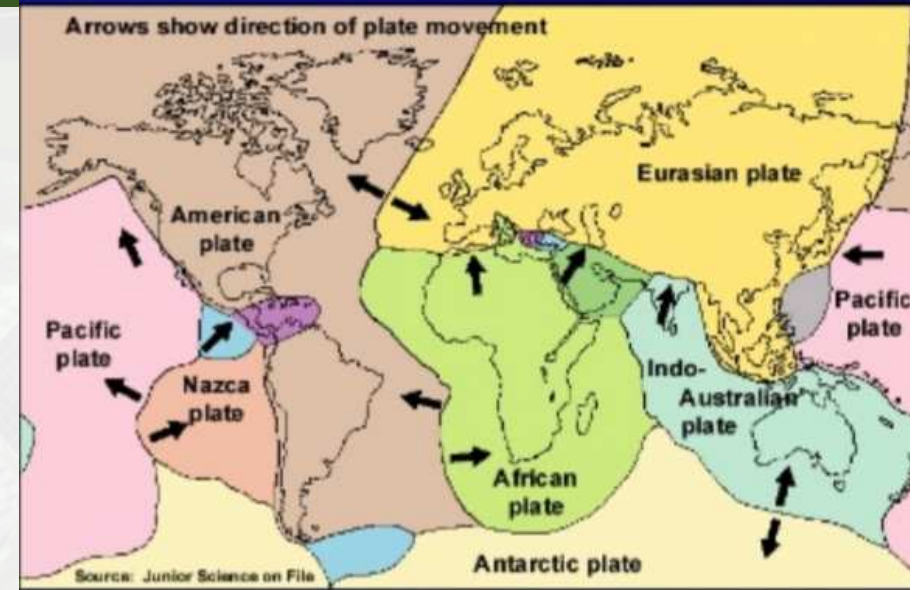 Arrows show direction of plate movement
Eurasian plate
American
plate
Pacific
plate
Pacific
plate
Nazca
plate
Indo-
Australian
plate
African
plate
Antarctic plate
Source: Junior Science on File